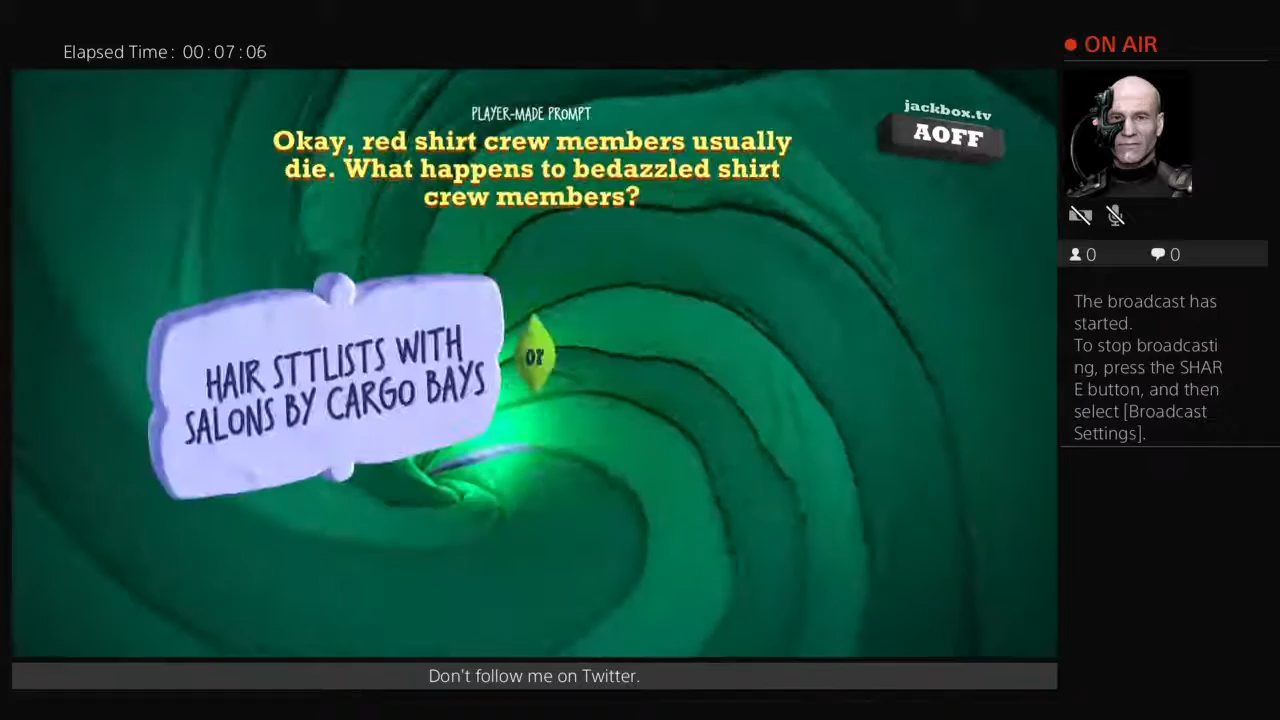 Elapsed Time: 00:07:06
ON AIR
PLAYER-MADE PROMPT
Okay, red shirt crew members usually
die. What happens to bedazzled shirt
crew members?
jackbox.tv
AOFF
HAIR STTLISTS WITH
SALONS BY CARGO BAYS
or
0
0
The broadcast has
started.
To stop broadcasti
ng, press the SHAR
E button, and then
select [Broadcast
Settings].
Don't follow me on Twitter.